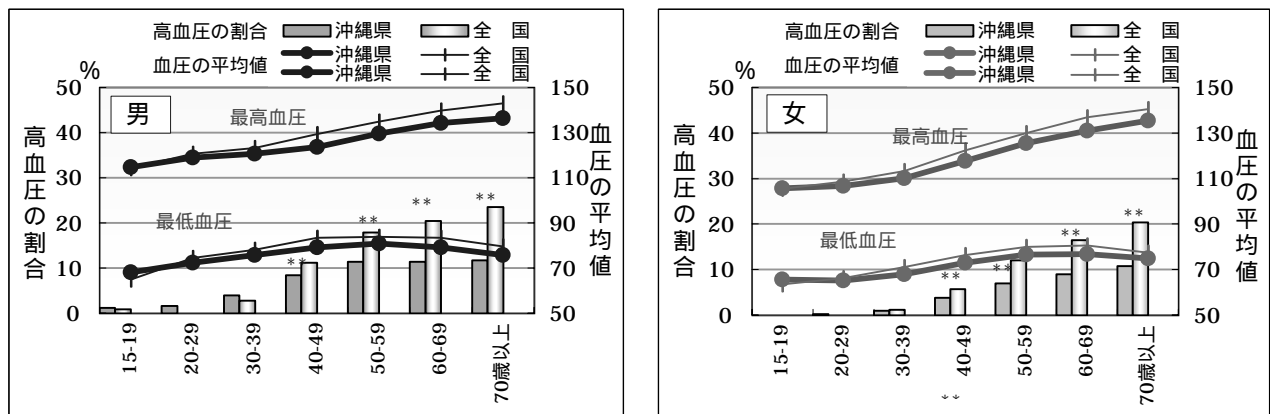 高血圧の割合 沖縄県 全 国
血圧の平均値 沖縄県 全 国
沖縄県 全 国
%
男
最高血圧
最低血圧
高血圧の割合
血圧の平均値
50
40
30
20
10
0
150
130
110
90
70
50
**
**
**
**
15-19
20-29
30-39
40-49
50-59
60-69
70歳以上
高血圧の割合 沖縄県 全 国
血圧の平均値 沖縄県 全 国
沖縄県 全 国
%
女
最高血圧
最低血圧
高血圧の割合
血圧の平均値
50
40
30
20
10
0
150
130
110
90
70
50
**
**
**
**
15-19
20-29
30-39
40-49
50-59
60-69
70歳以上
**